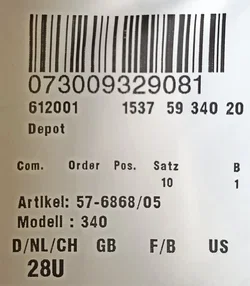 073009329081
612001 1537 59 340 20
Depot
Com. Order Pos. Satz B
10 1
Artikel: 57-6868/05
Modell : 340
D/NL/CH GB F/B US
28U